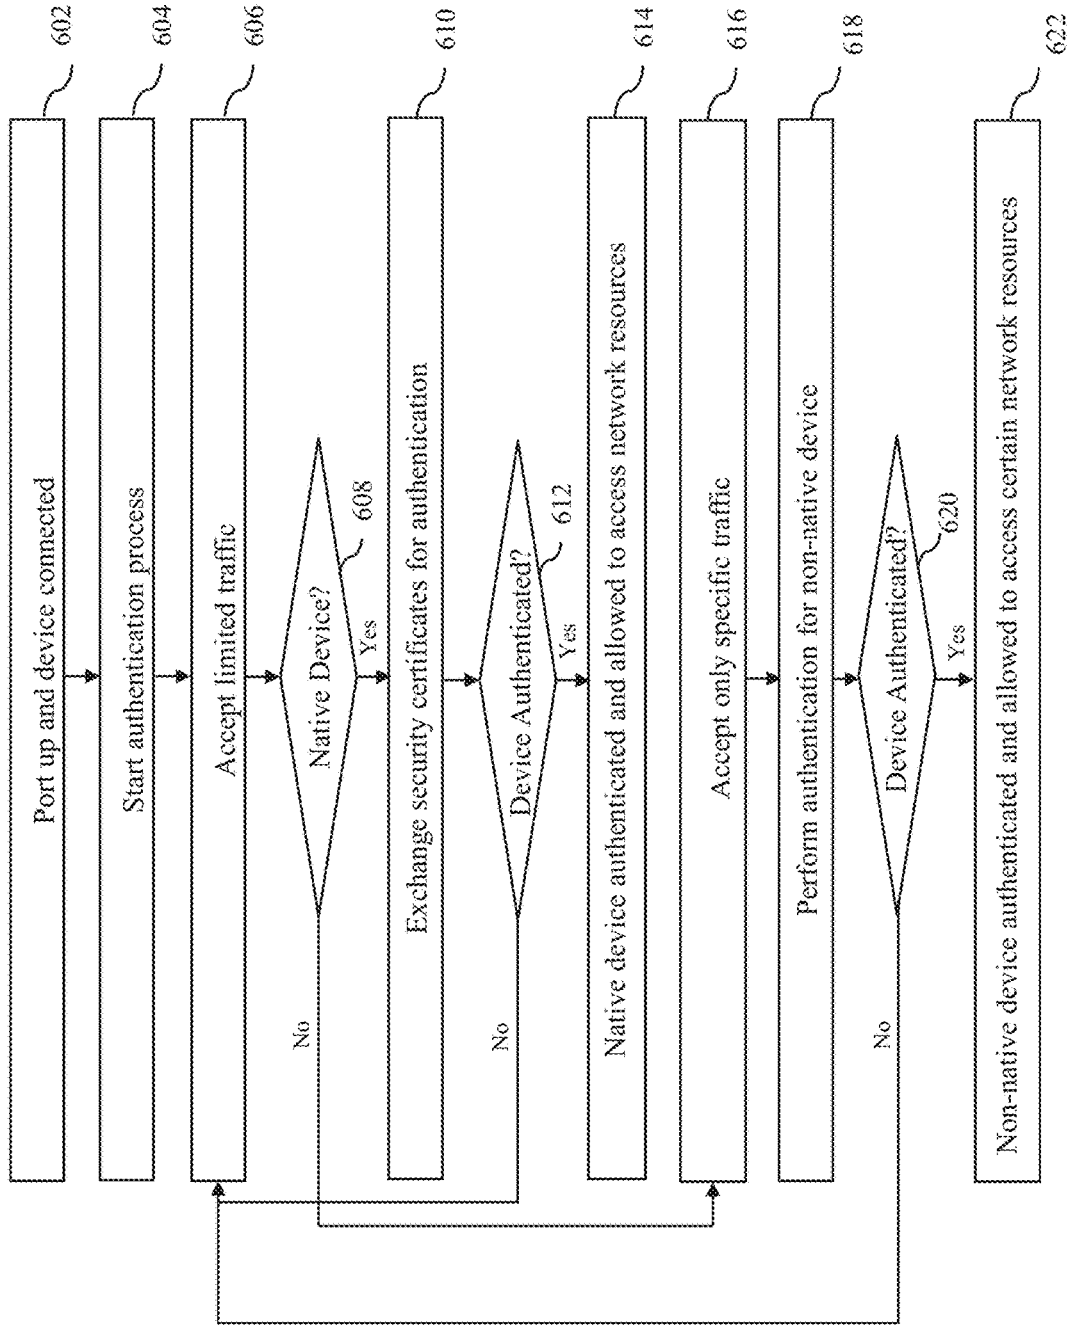 Port up and device connected
602
Start authentication process
604
Accept limited traffic
606
Native Device?
608
Yes
No
Exchange security certificates for authentication
610
Device Authenticated?
612
Yes
No
Native device authenticated and allowed to access network resources
614
Accept only specific traffic
616
Perform authentication for non-native device
618
Device Authenticated?
620
Yes
No
Non-native device authenticated and allowed to access certain network resources
622